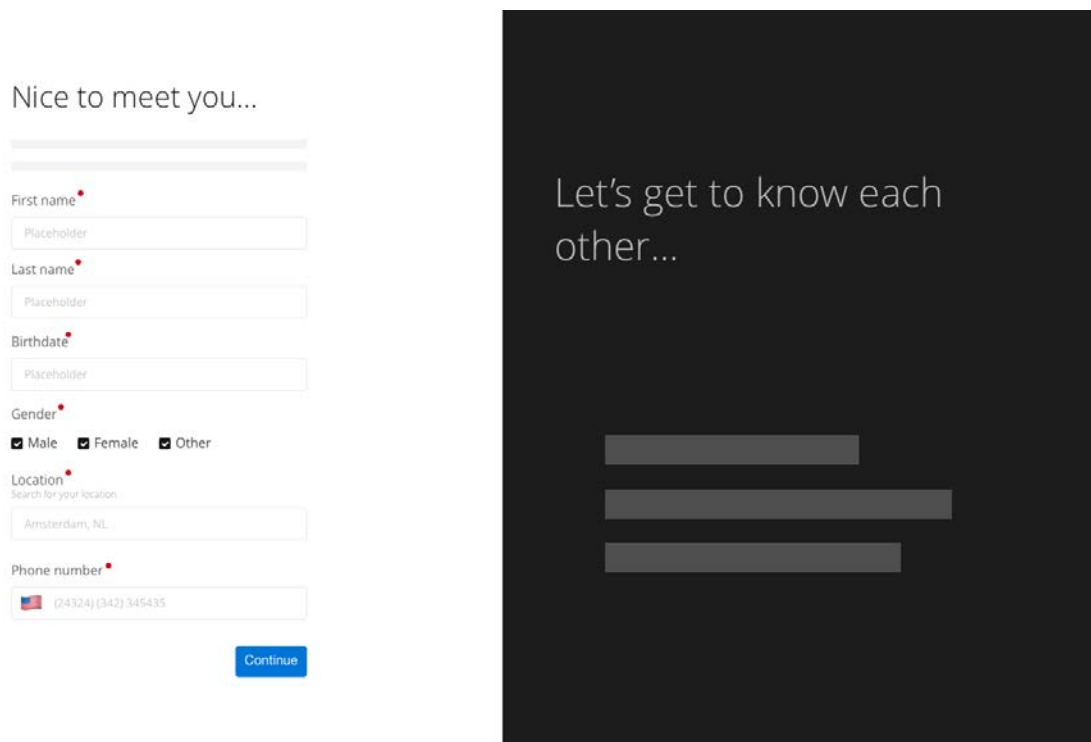 Nice to meet you...
First name
Placeholder
Last name
Placeholder
Birthdate
Placeholder
Gender
Male Female Other
Location
Search for your location
Amsterdam, NL
Phone number
(24324) (342) 345435
Continue
Let's get to know each
other...